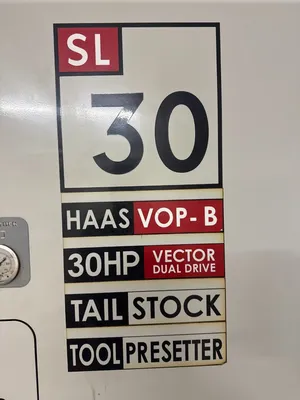 SL
30
HAAS VOP-B
30HP VECTOR
DUAL DRIVE
TAIL STOCK
TOOL PRESETTER